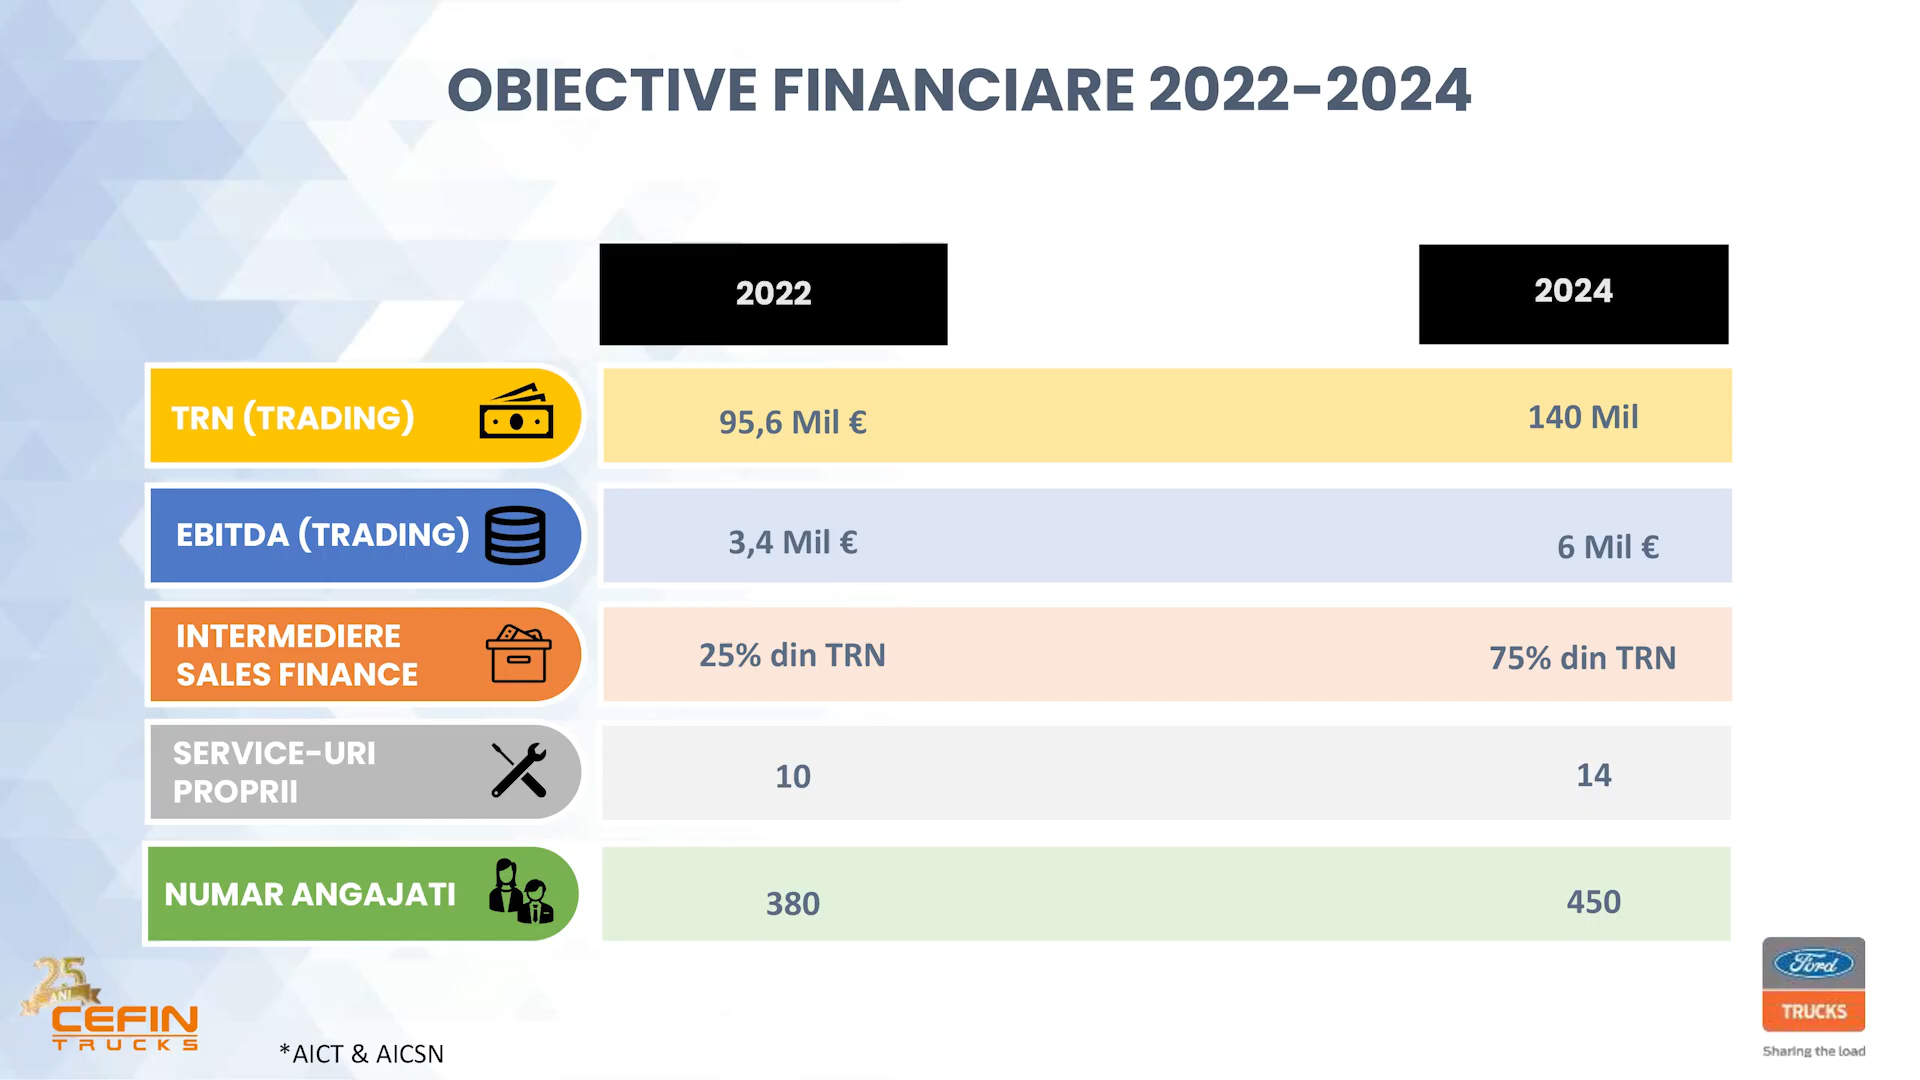 OBIECTIVE FINANCIARE 2022-2024
2022
2024
TRN (TRADING)
95,6 Mil €
140 Mil
EBITDA (TRADING)
3,4 Mil €
6 Mil €
INTERMEDIERE
SALES FINANCE
25% din TRN
75% din TRN
SERVICE-URI
PROPRII
10
14
NUMAR ANGAJATI
380
450
25
ANI
CEFIN
TRUCKS
*AICT & AICSN
Ford
TRUCKS
Sharing the load